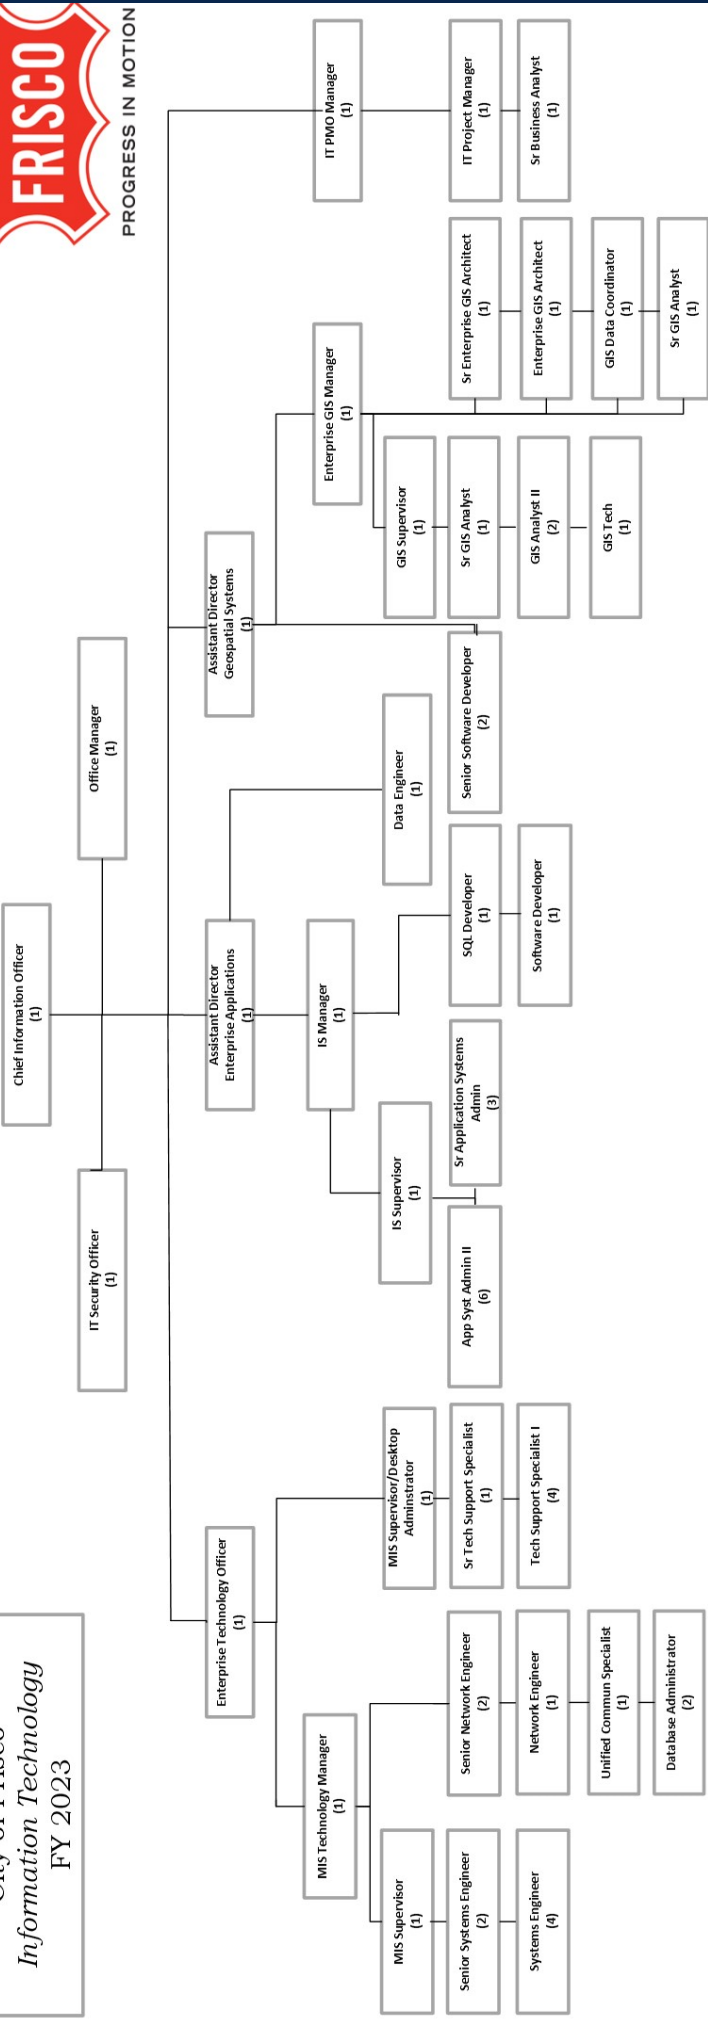 Information Technology
FY 2023
FRISCO
PROGRESS IN MOTION
Chief Information Officer
(1)
IT Security Officer
(1)
Office Manager
(1)
Enterprise Technology Officer
(1)
Assistant Director
Enterprise Applications
(1)
Assistant Director
Geospatial Systems
(1)
MIS Technology Manager
(1)
IS Manager
(1)
Enterprise GIS Manager
(1)
IT PMO Manager
(1)
MIS Supervisor
(1)
MIS Supervisor/Desktop
Adminstrator
(1)
IS Supervisor
(1)
Data Engineer
(1)
GIS Supervisor
(1)
Senior Systems Engineer
(2)
Senior Network Engineer
(2)
Sr Tech Support Specialist
(1)
App Syst Admin II
(6)
Sr Application Systems
Admin
(3)
SQL Developer
(1)
Senior Software Developer
(2)
Sr GIS Analyst
(1)
Sr Enterprise GIS Architect
(1)
IT Project Manager
(1)
Systems Engineer
(4)
Network Engineer
(1)
Tech Support Specialist I
(4)
Software Developer
(1)
GIS Analyst II
(2)
Enterprise GIS Architect
(1)
Sr Business Analyst
(1)
Unified Commun Specialist
(1)
GIS Tech
(1)
GIS Data Coordinator
(1)
Database Administrator
(2)
Sr GIS Analyst
(1)